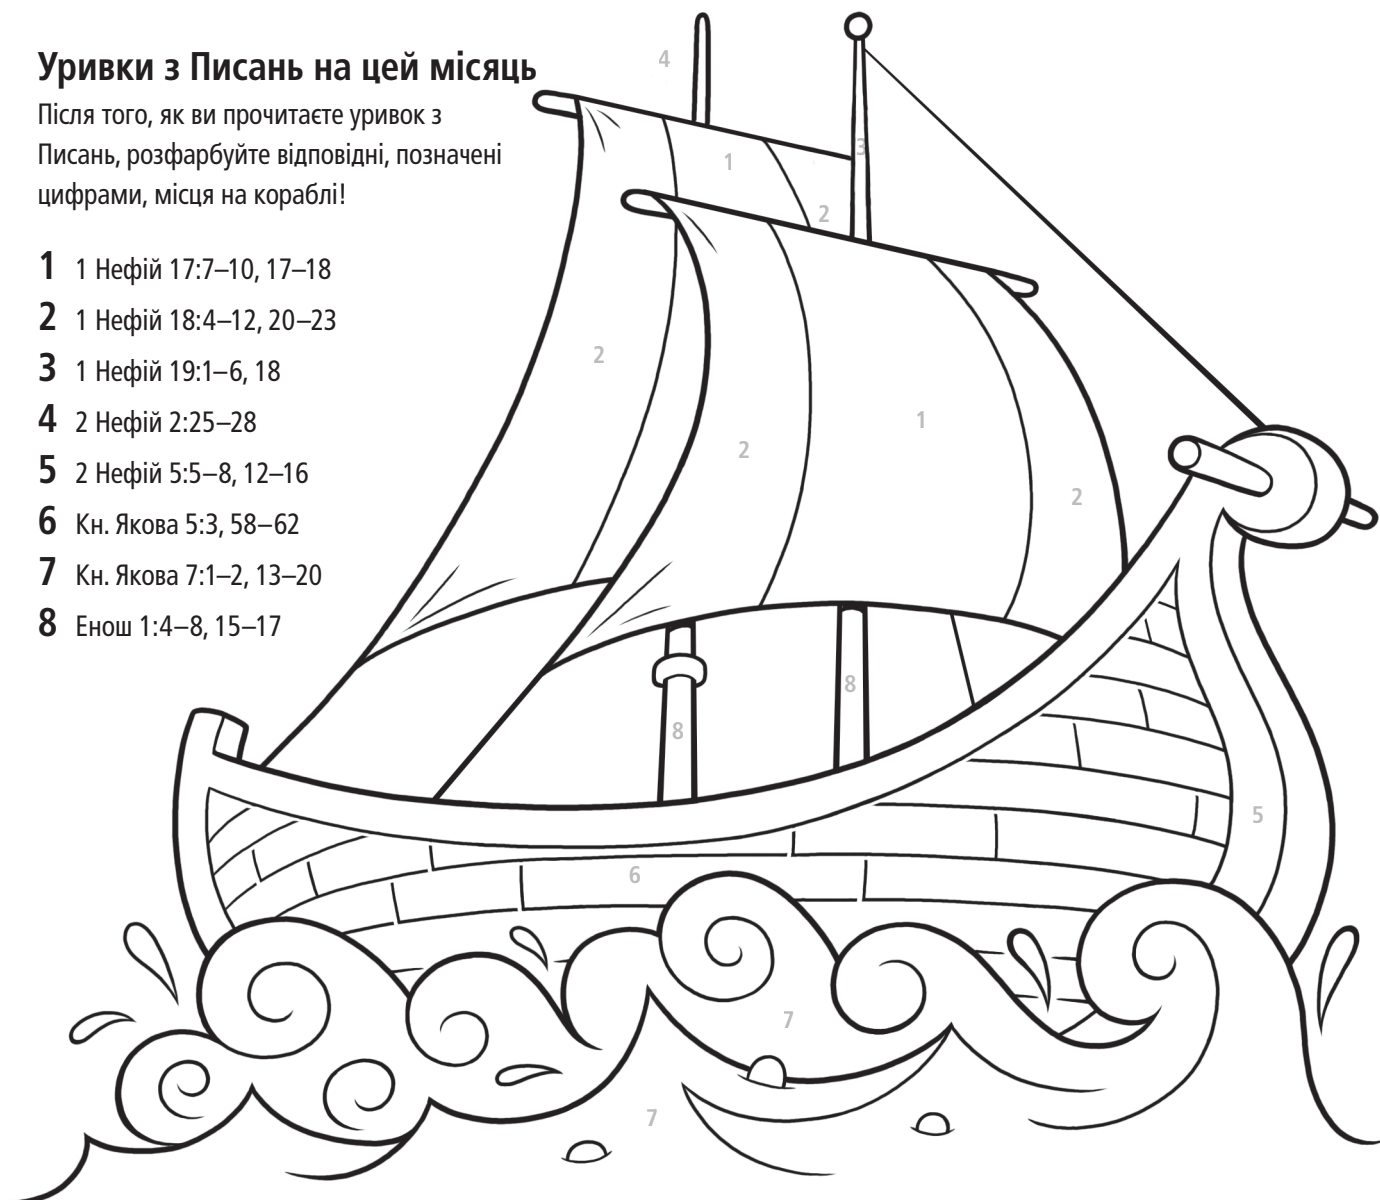 Уривки з Писань на цей місяць
Після того, як ви прочитаєте уривок з
Писань, розфарбуйте відповідні, позначені
цифрами, місця на кораблі!
1 1 Нефій 17:7–10, 17–18
2 1 Нефій 18:4–12, 20–23
3 1 Нефій 19:1–6, 18
4 2 Нефій 2:25–28
5 2 Нефій 5:5–8, 12–16
6 Кн. Якова 5:3, 58–62
7 Кн. Якова 7:1–2, 13–20
8 Енош 1:4–8, 15–17
4
3
1
2
2
1
2
2
8
8
5
6
7
7